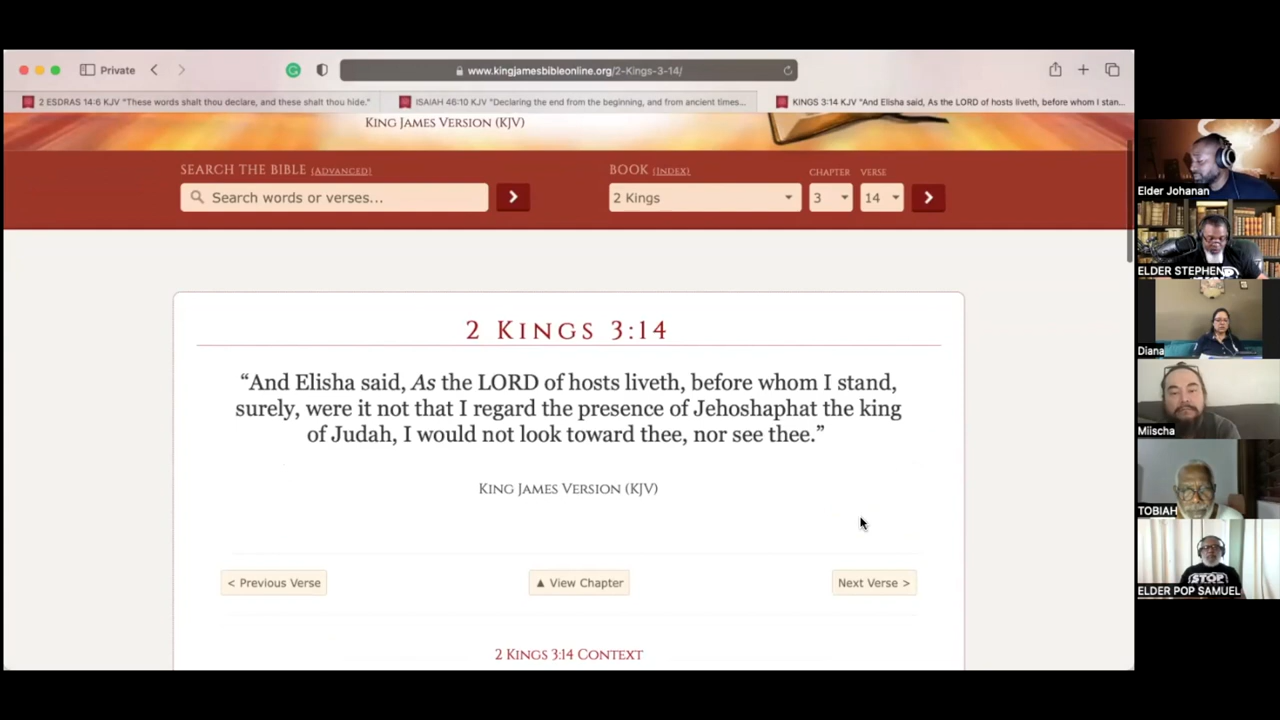 Private
www.kingjamesbibleonline.org/2-Kings-3-14/
2 ESDRAS 14:6 KJV "These words shalt thou declare, and these shalt thou hide."
ISAIAH 46:10 KJV "Declaring the end from the beginning, and from ancient times...
KINGS 3:14 KJV "And Elisha said, As the LORD of hosts liveth, before whom I stan...
KING JAMES VERSION (KJV)
SEARCH THE BIBLE (ADVANCED)
BOOK (INDEX)
CHAPTER
VERSE
Search words or verses...
2 Kings
3
14
2 KINGS 3:14
“And Elisha said, As the LORD of hosts liveth, before whom I stand,
surely, were it not that I regard the presence of Jehoshaphat the king
of Judah, I would not look toward thee, nor see thee.”
KING JAMES VERSION (KJV)
< Previous Verse
▲ View Chapter
Next Verse >
2 KINGS 3:14 CONTEXT
Elder Johanan
ELDER STEPHEN
Diana
Miischa
TOBIAH
STOP
ELDER POP SAMUEL